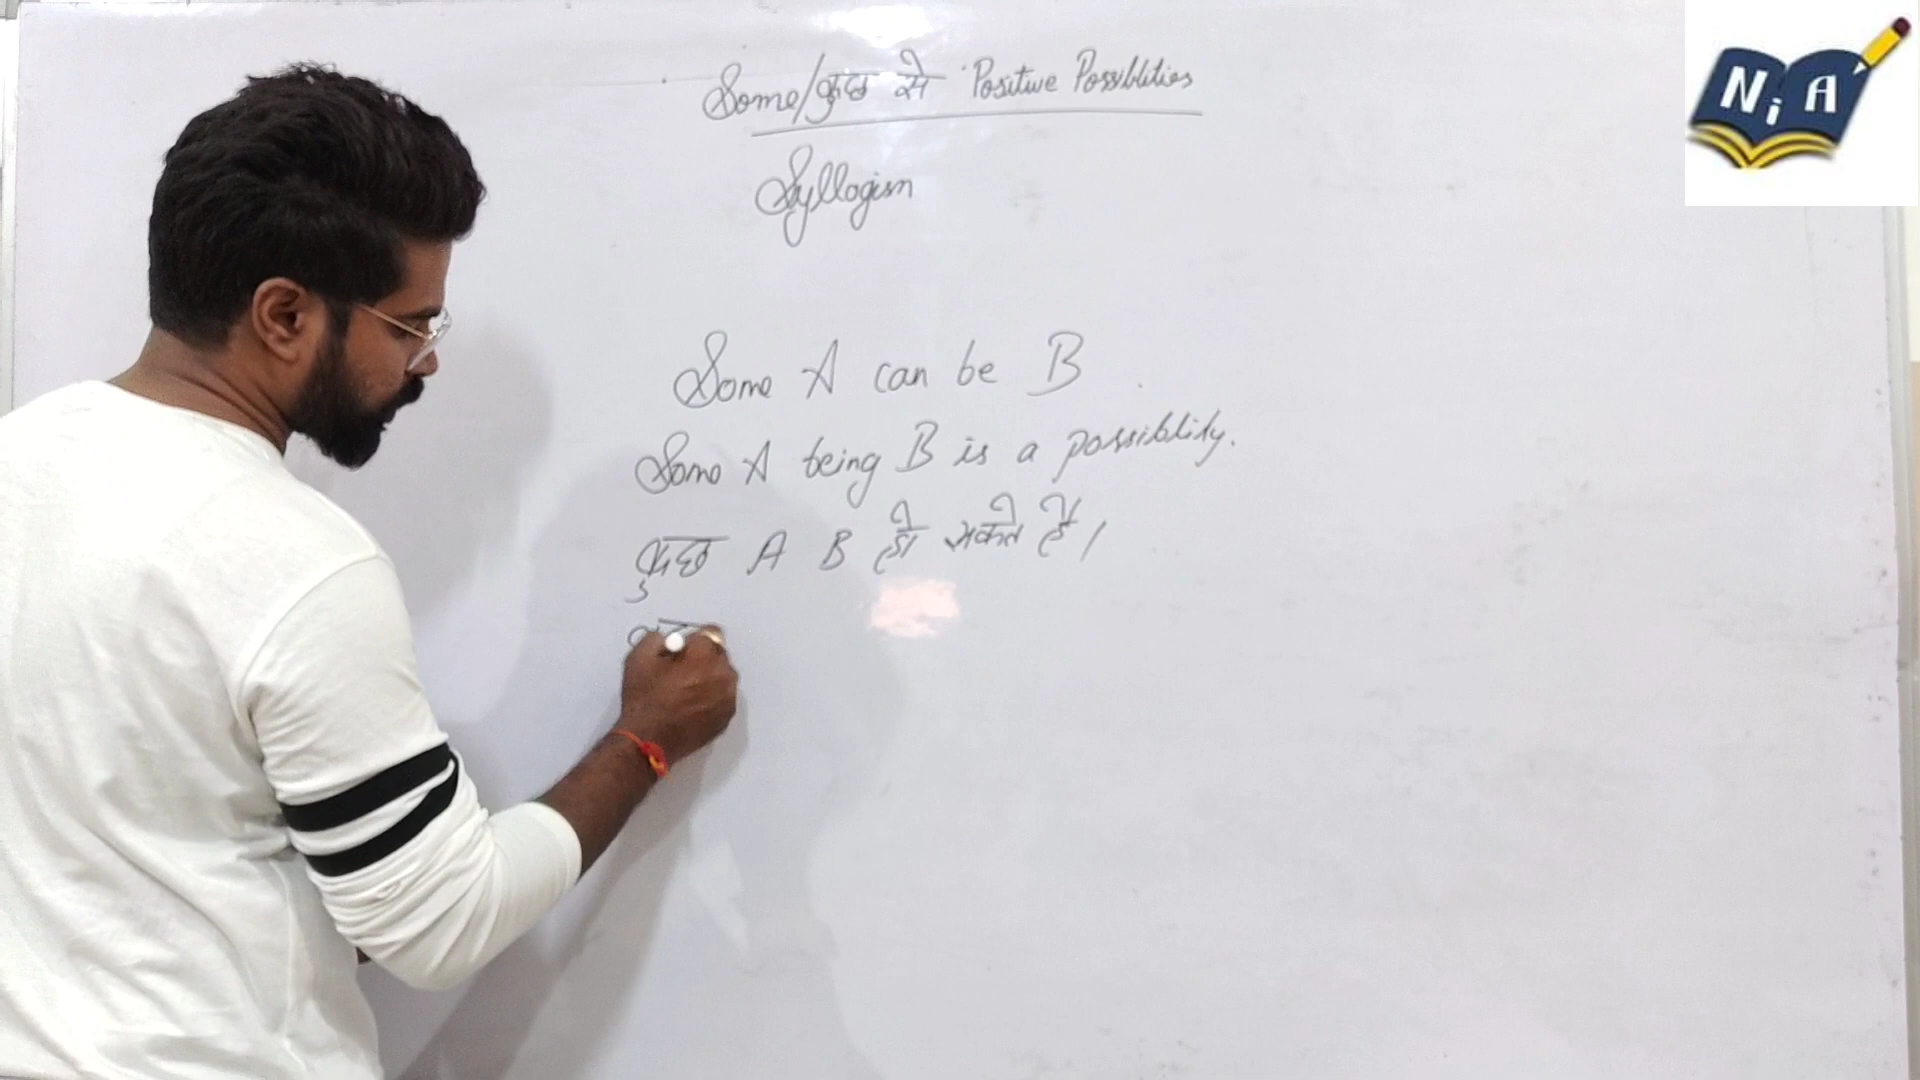 Some/कुछ से Positive Possiblities
Syllogism
Some A can be B
Some A being B is a possiblity.
कुछ A B हो सकते हैं।
NiA